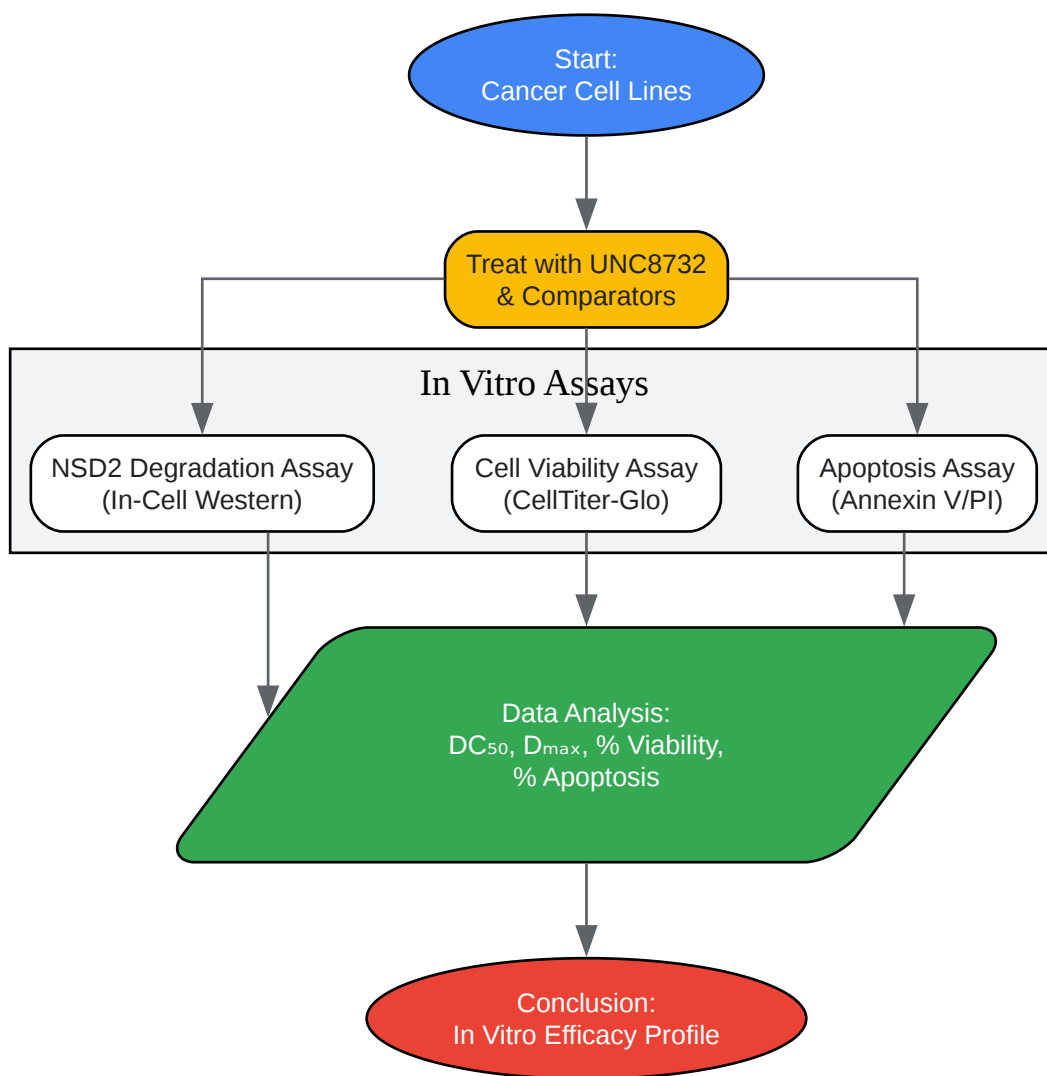 Start:
Cancer Cell Lines
Treat with UNC8732
& Comparators
In Vitro Assays
NSD2 Degradation Assay
(In-Cell Western)
Cell Viability Assay
(CellTiter-Glo)
Apoptosis Assay
(Annexin V/PI)
Data Analysis:
DC₅₀, Dₘₐₓ, % Viability,
% Apoptosis
Conclusion:
In Vitro Efficacy Profile